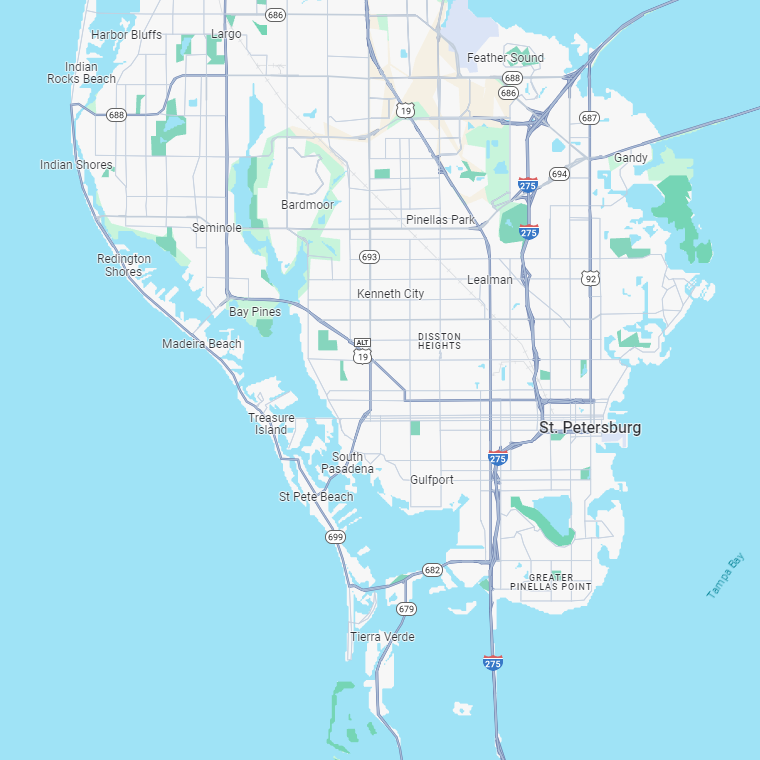 686
Harbor Bluffs
Largo
Feather Sound
Indian
Rocks Beach
688
686
19
688
687
Gandy
Indian Shores
694
275
Bardmoor
Pinellas Park
Seminole
275
Redington
Shores
693
Lealman
92
Kenneth City
Bay Pines
DISSTON
HEIGHTS
Madeira Beach
ALT
19
Treasure
Island
St. Petersburg
South
Pasadena
275
Gulfport
St Pete Beach
699
682
GREATER
PINELLAS POINT
Tampa Bay
679
Tierra Verde
275